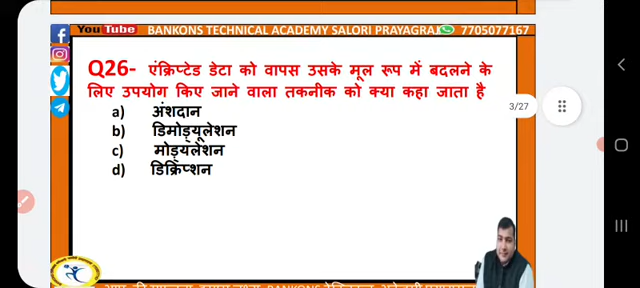 You Tube BANKONS TECHNICAL ACADEMY SALORI PRAYAGRAJ 7705077167
Q26- एंक्रिप्टेड डेटा को वापस उसके मूल रूप में बदलने के
लिए उपयोग किए जाने वाला तकनीक को क्या कहा जाता है
a) अंशदान
b) डिमोड्यूलेशन
c) मोड्यलेशन
d) डिक्रिप्शन
3/27